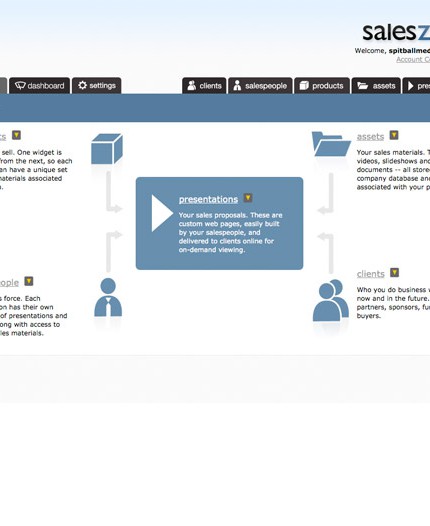 salesz
Welcome, spitballmed
Account C
dashboard
settings
clients
salespeople
products
assets
pres
ts
sell. One widget is
from the next, so each
an have a unique set
materials associated
presentations
Your sales proposals. These are
custom web pages, easily built
by your salespeople, and
delivered to clients online for
on-demand viewing.
assets
Your sales materials. T
videos, slideshows and
documents -- all store
company database and
associated with your p
ople
s force. Each
on has their own
of presentations and
ong with access to
les materials.
clients
Who you do business
now and in the future.
partners, sponsors, fu
buyers.